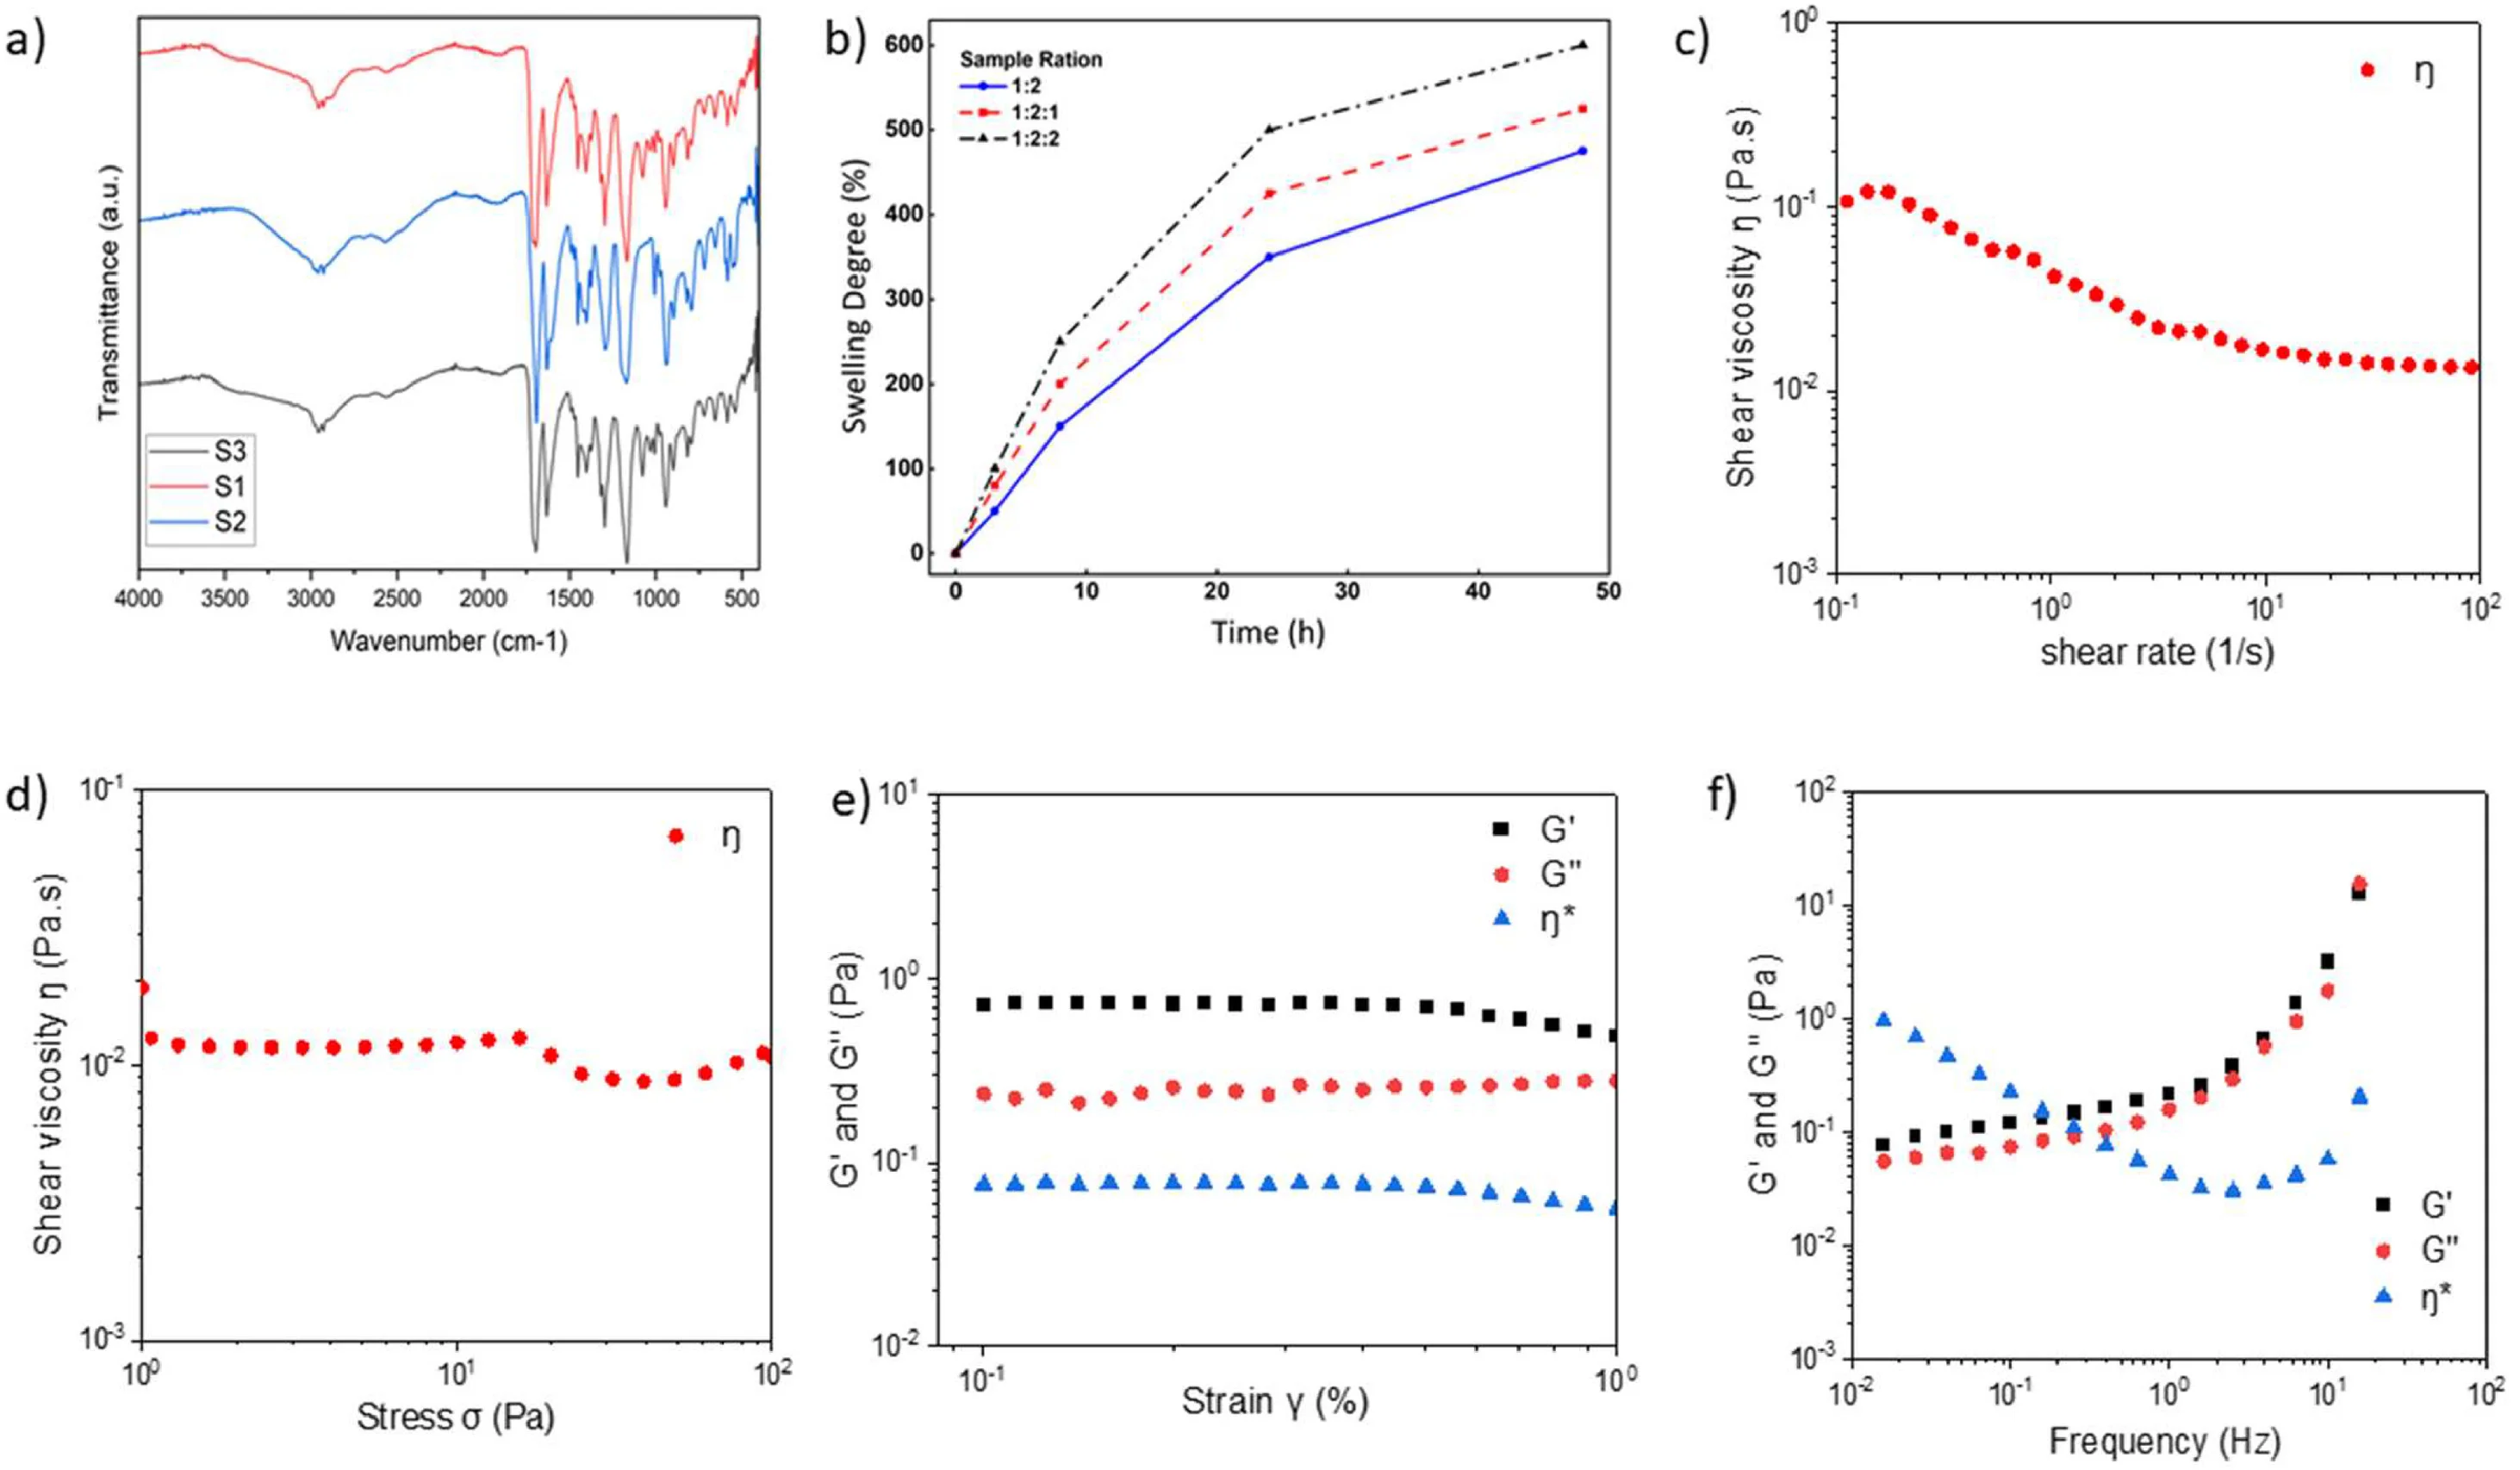 a)
Transmittance (a.u.)
S3
S1
S2
4000 3500 3000 2500 2000 1500 1000 500
Wavenumber (cm-1)
b)
Swelling Degree (%)
600
500
400
300
200
100
0
Sample Ration
1:2
1:2:1
1:2:2
0 10 20 30 40 50
Time (h)
c)
Shear viscosity η (Pa.s)
10⁰
10⁻¹
10⁻²
10⁻³
η
10⁻¹ 10⁰ 10¹ 10²
shear rate (1/s)
d)
Shear viscosity η (Pa.s)
10⁻¹
10⁻²
10⁻³
η
10⁰ 10¹ 10²
Stress σ (Pa)
e)
G' and G'' (Pa)
10¹
10⁰
10⁻¹
10⁻²
G'
G''
η*
10⁻¹ 10⁰
Strain γ (%)
f)
G' and G'' (Pa)
10²
10¹
10⁰
10⁻¹
10⁻²
10⁻³
G'
G''
η*
10⁻² 10⁻¹ 10⁰ 10¹ 10²
Frequency (Hz)